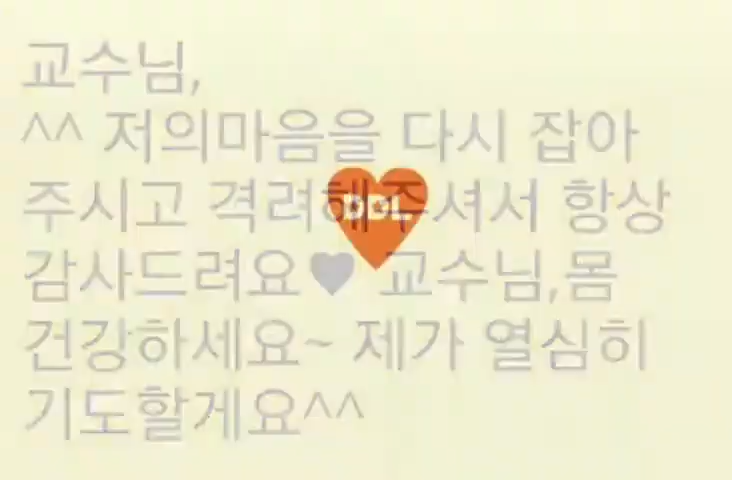 교수님,
^^ 저의마음을 다시 잡아
주시고 격려해주셔서 항상
DDL
감사드려요♥ 교수님,몸
건강하세요~ 제가 열심히
기도할게요^^